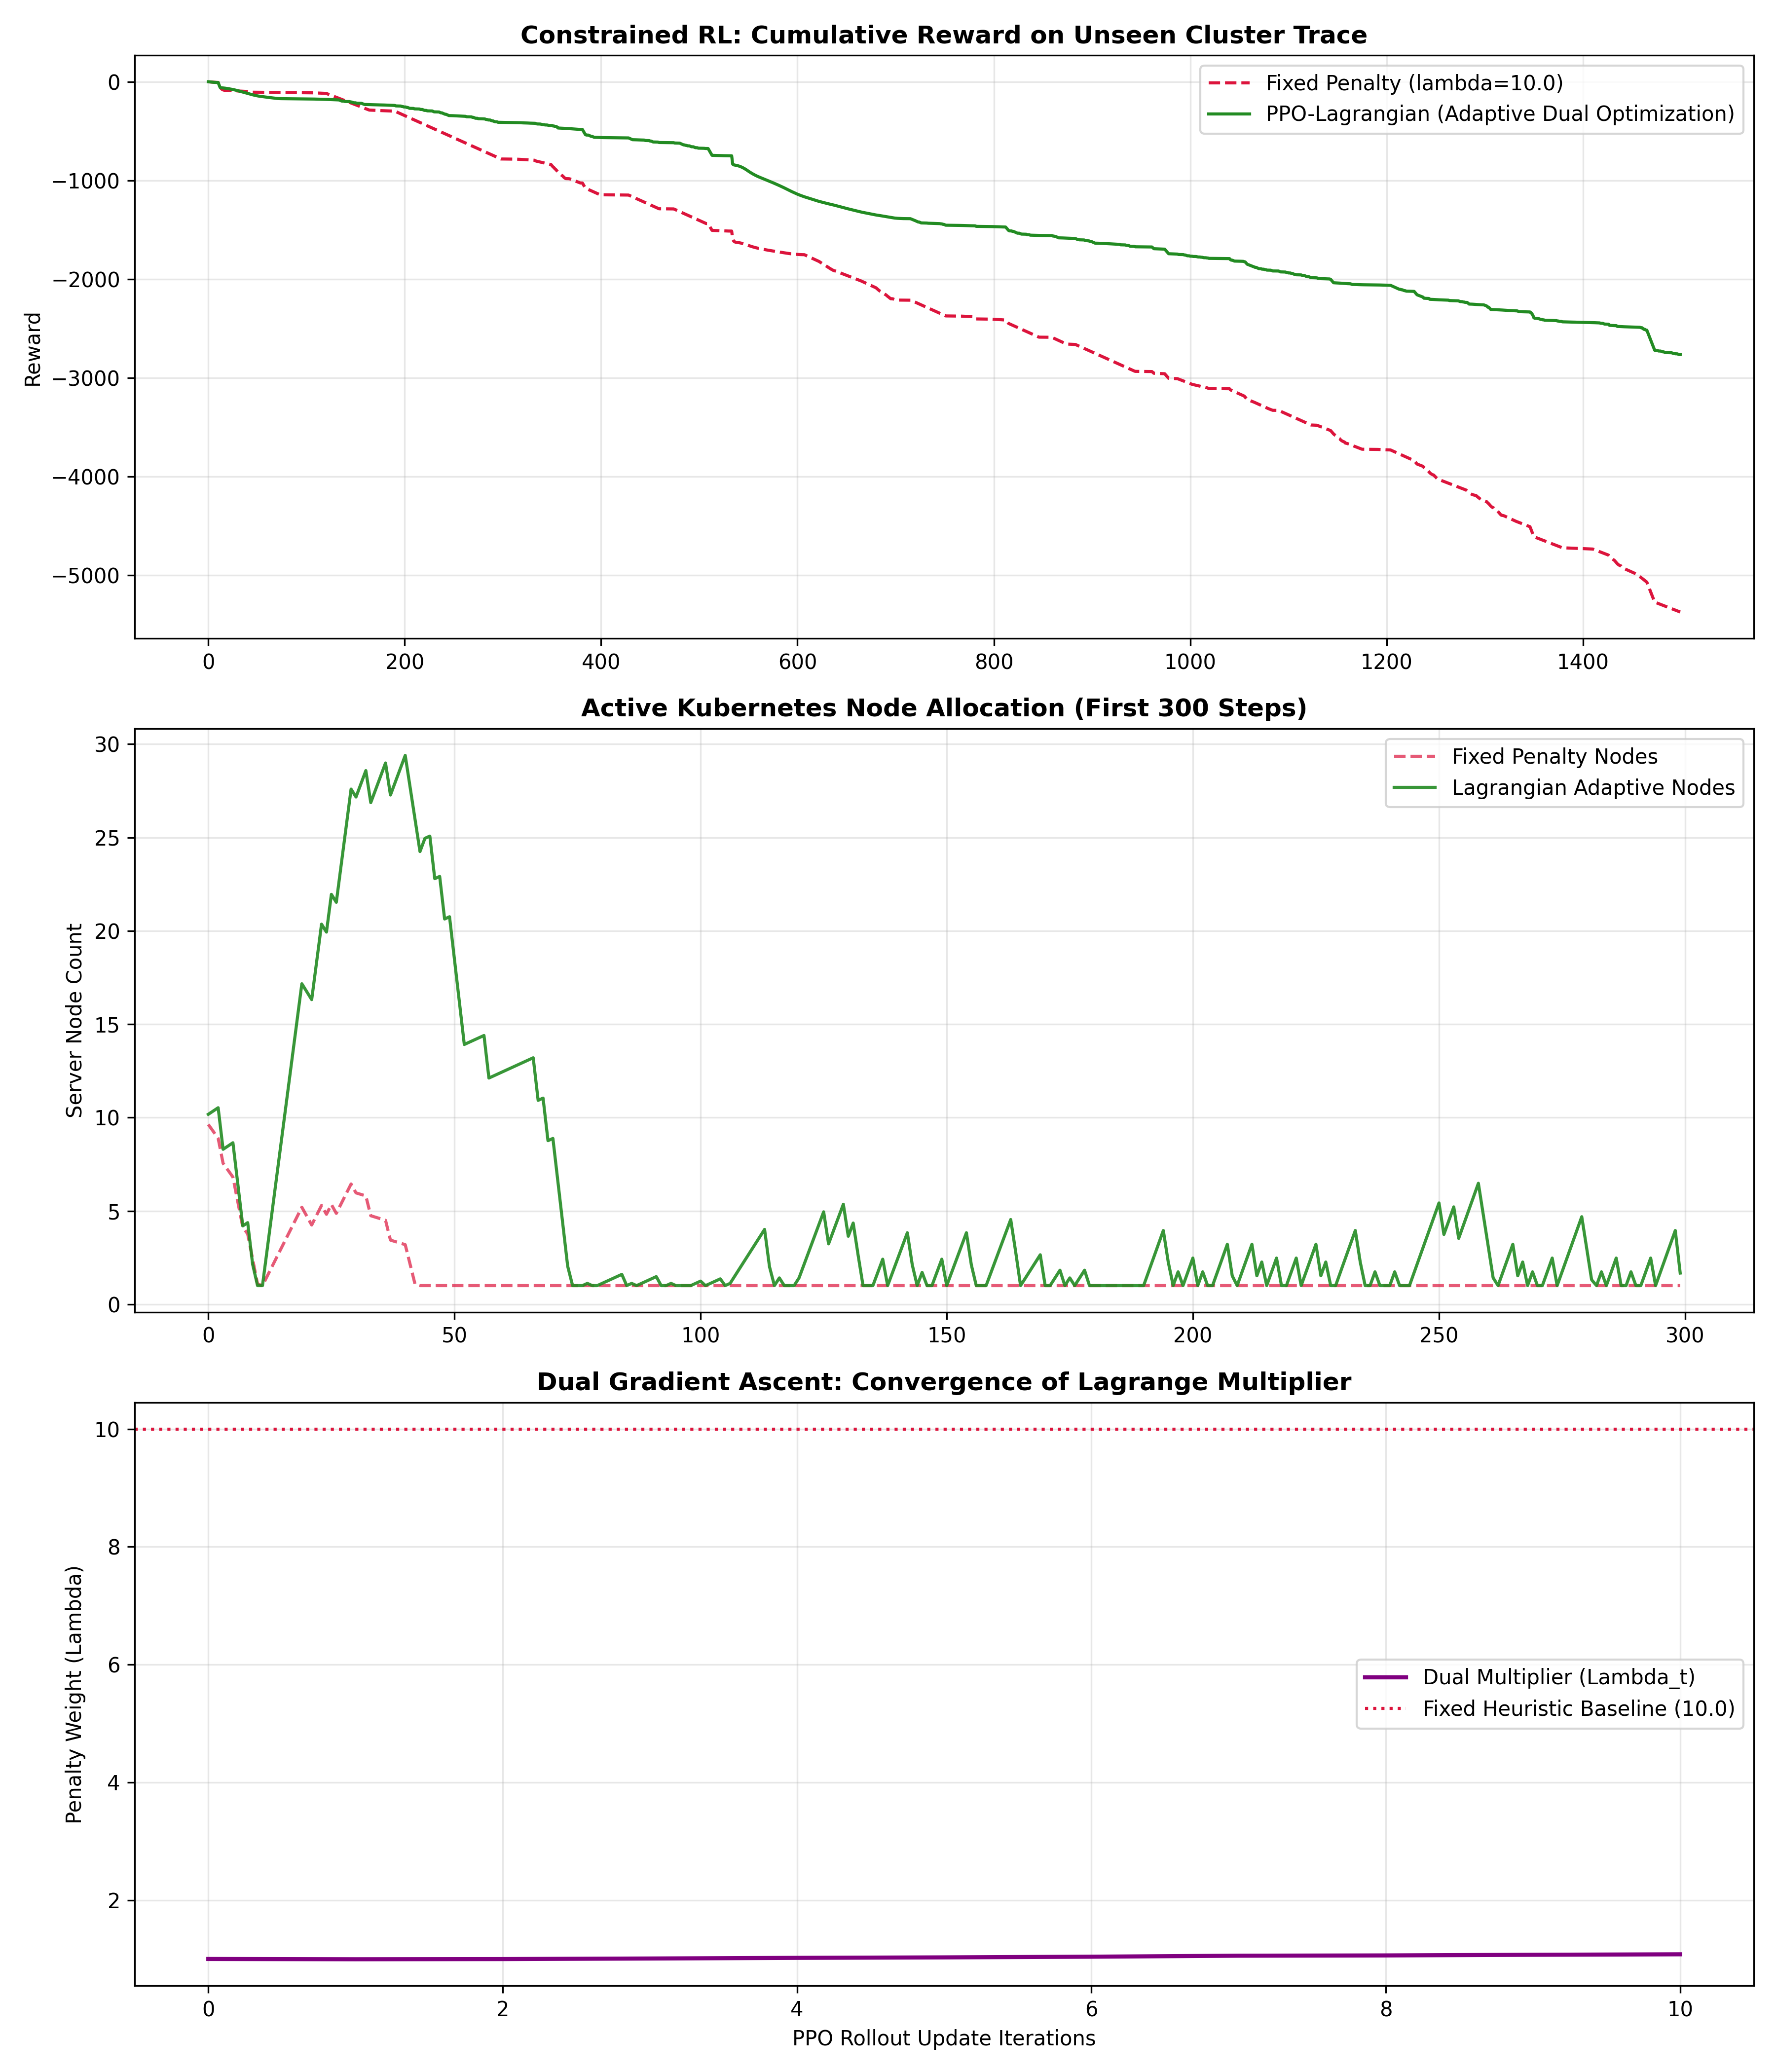 Constrained RL: Cumulative Reward on Unseen Cluster Trace
Fixed Penalty (lambda=10.0)
PPO-Lagrangian (Adaptive Dual Optimization)
Reward
0
−1000
−2000
−3000
−4000
−5000
0 200 400 600 800 1000 1200 1400
Active Kubernetes Node Allocation (First 300 Steps)
Fixed Penalty Nodes
Lagrangian Adaptive Nodes
Server Node Count
30
25
20
15
10
5
0
0 50 100 150 200 250 300
Dual Gradient Ascent: Convergence of Lagrange Multiplier
Dual Multiplier (Lambda_t)
Fixed Heuristic Baseline (10.0)
Penalty Weight (Lambda)
10
8
6
4
2
0 2 4 6 8 10
PPO Rollout Update Iterations